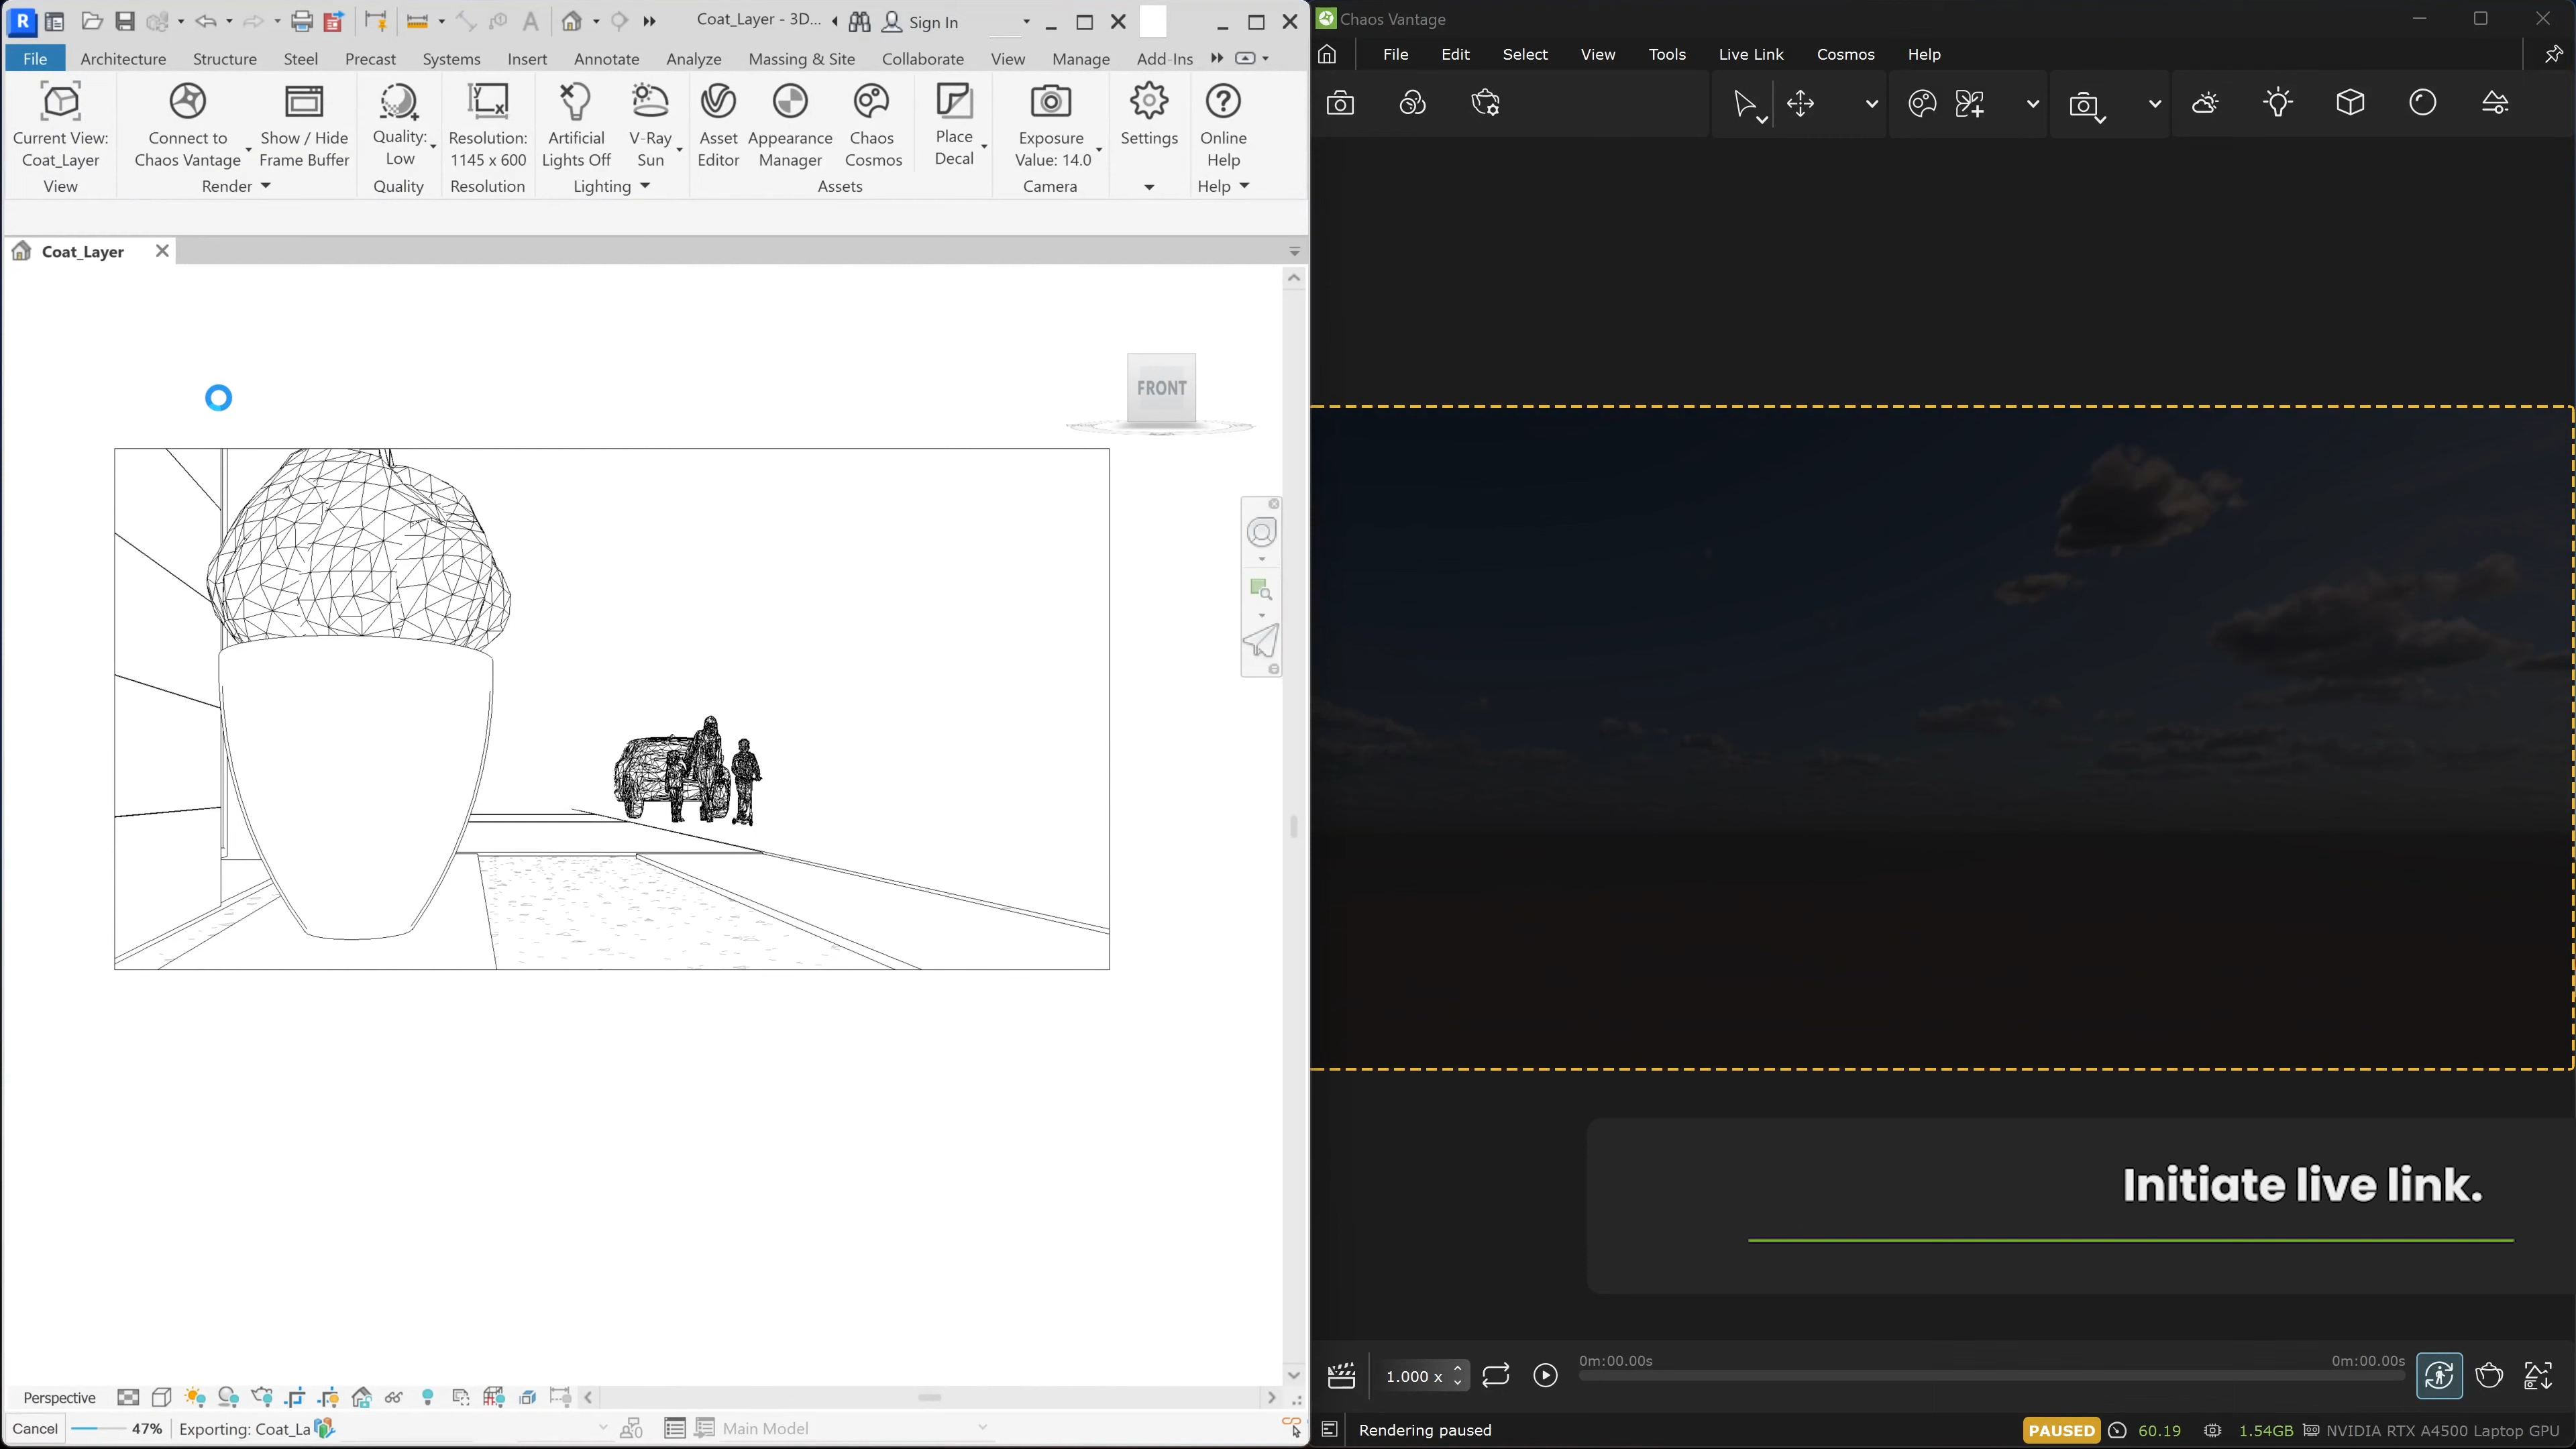 R
Coat_Layer - 3D...
Sign In
File
Architecture
Structure
Steel
Precast
Systems
Insert
Annotate
Analyze
Massing & Site
Collaborate
View
Manage
Add-Ins
Current View:
Coat_Layer
View
Connect to
Chaos Vantage
Show / Hide
Frame Buffer
Render
Quality:
Low
Quality
Resolution:
1145 x 600
Resolution
Artificial
Lights Off
V-Ray
Sun
Lighting
Asset
Editor
Appearance
Manager
Chaos
Cosmos
Assets
Place
Decal
Exposure
Value: 14.0
Camera
Settings
Online
Help
Help
Coat_Layer
FRONT
Perspective
Cancel
47%
Exporting: Coat_La
Main Model
Chaos Vantage
File
Edit
Select
View
Tools
Live Link
Cosmos
Help
Initiate live link.
1.000 x
0m:00.00s
0m:00.00s
Rendering paused
PAUSED
60.19
1.54GB
NVIDIA RTX A4500 Laptop GPU